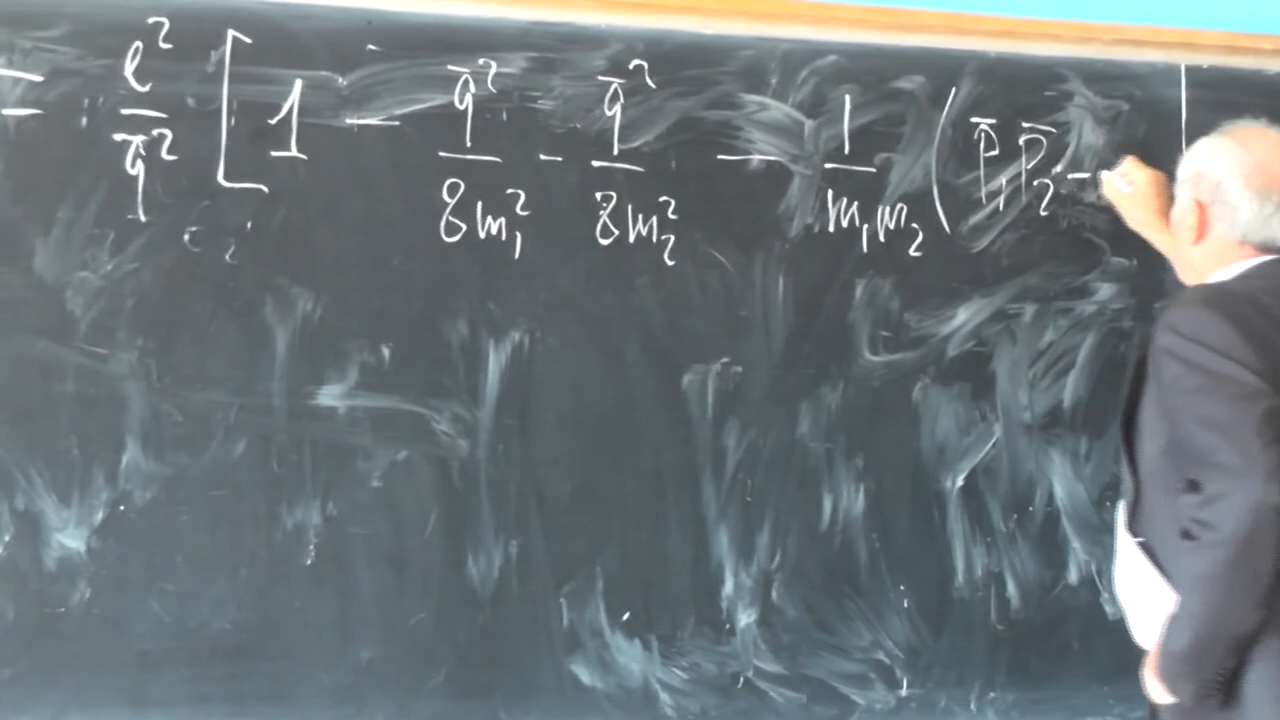 = e²/q̄² [ 1 - q̄²/8m₁² - q̄²/8m₂² - 1/m₁m₂ ( p̄₁p̄₂ -